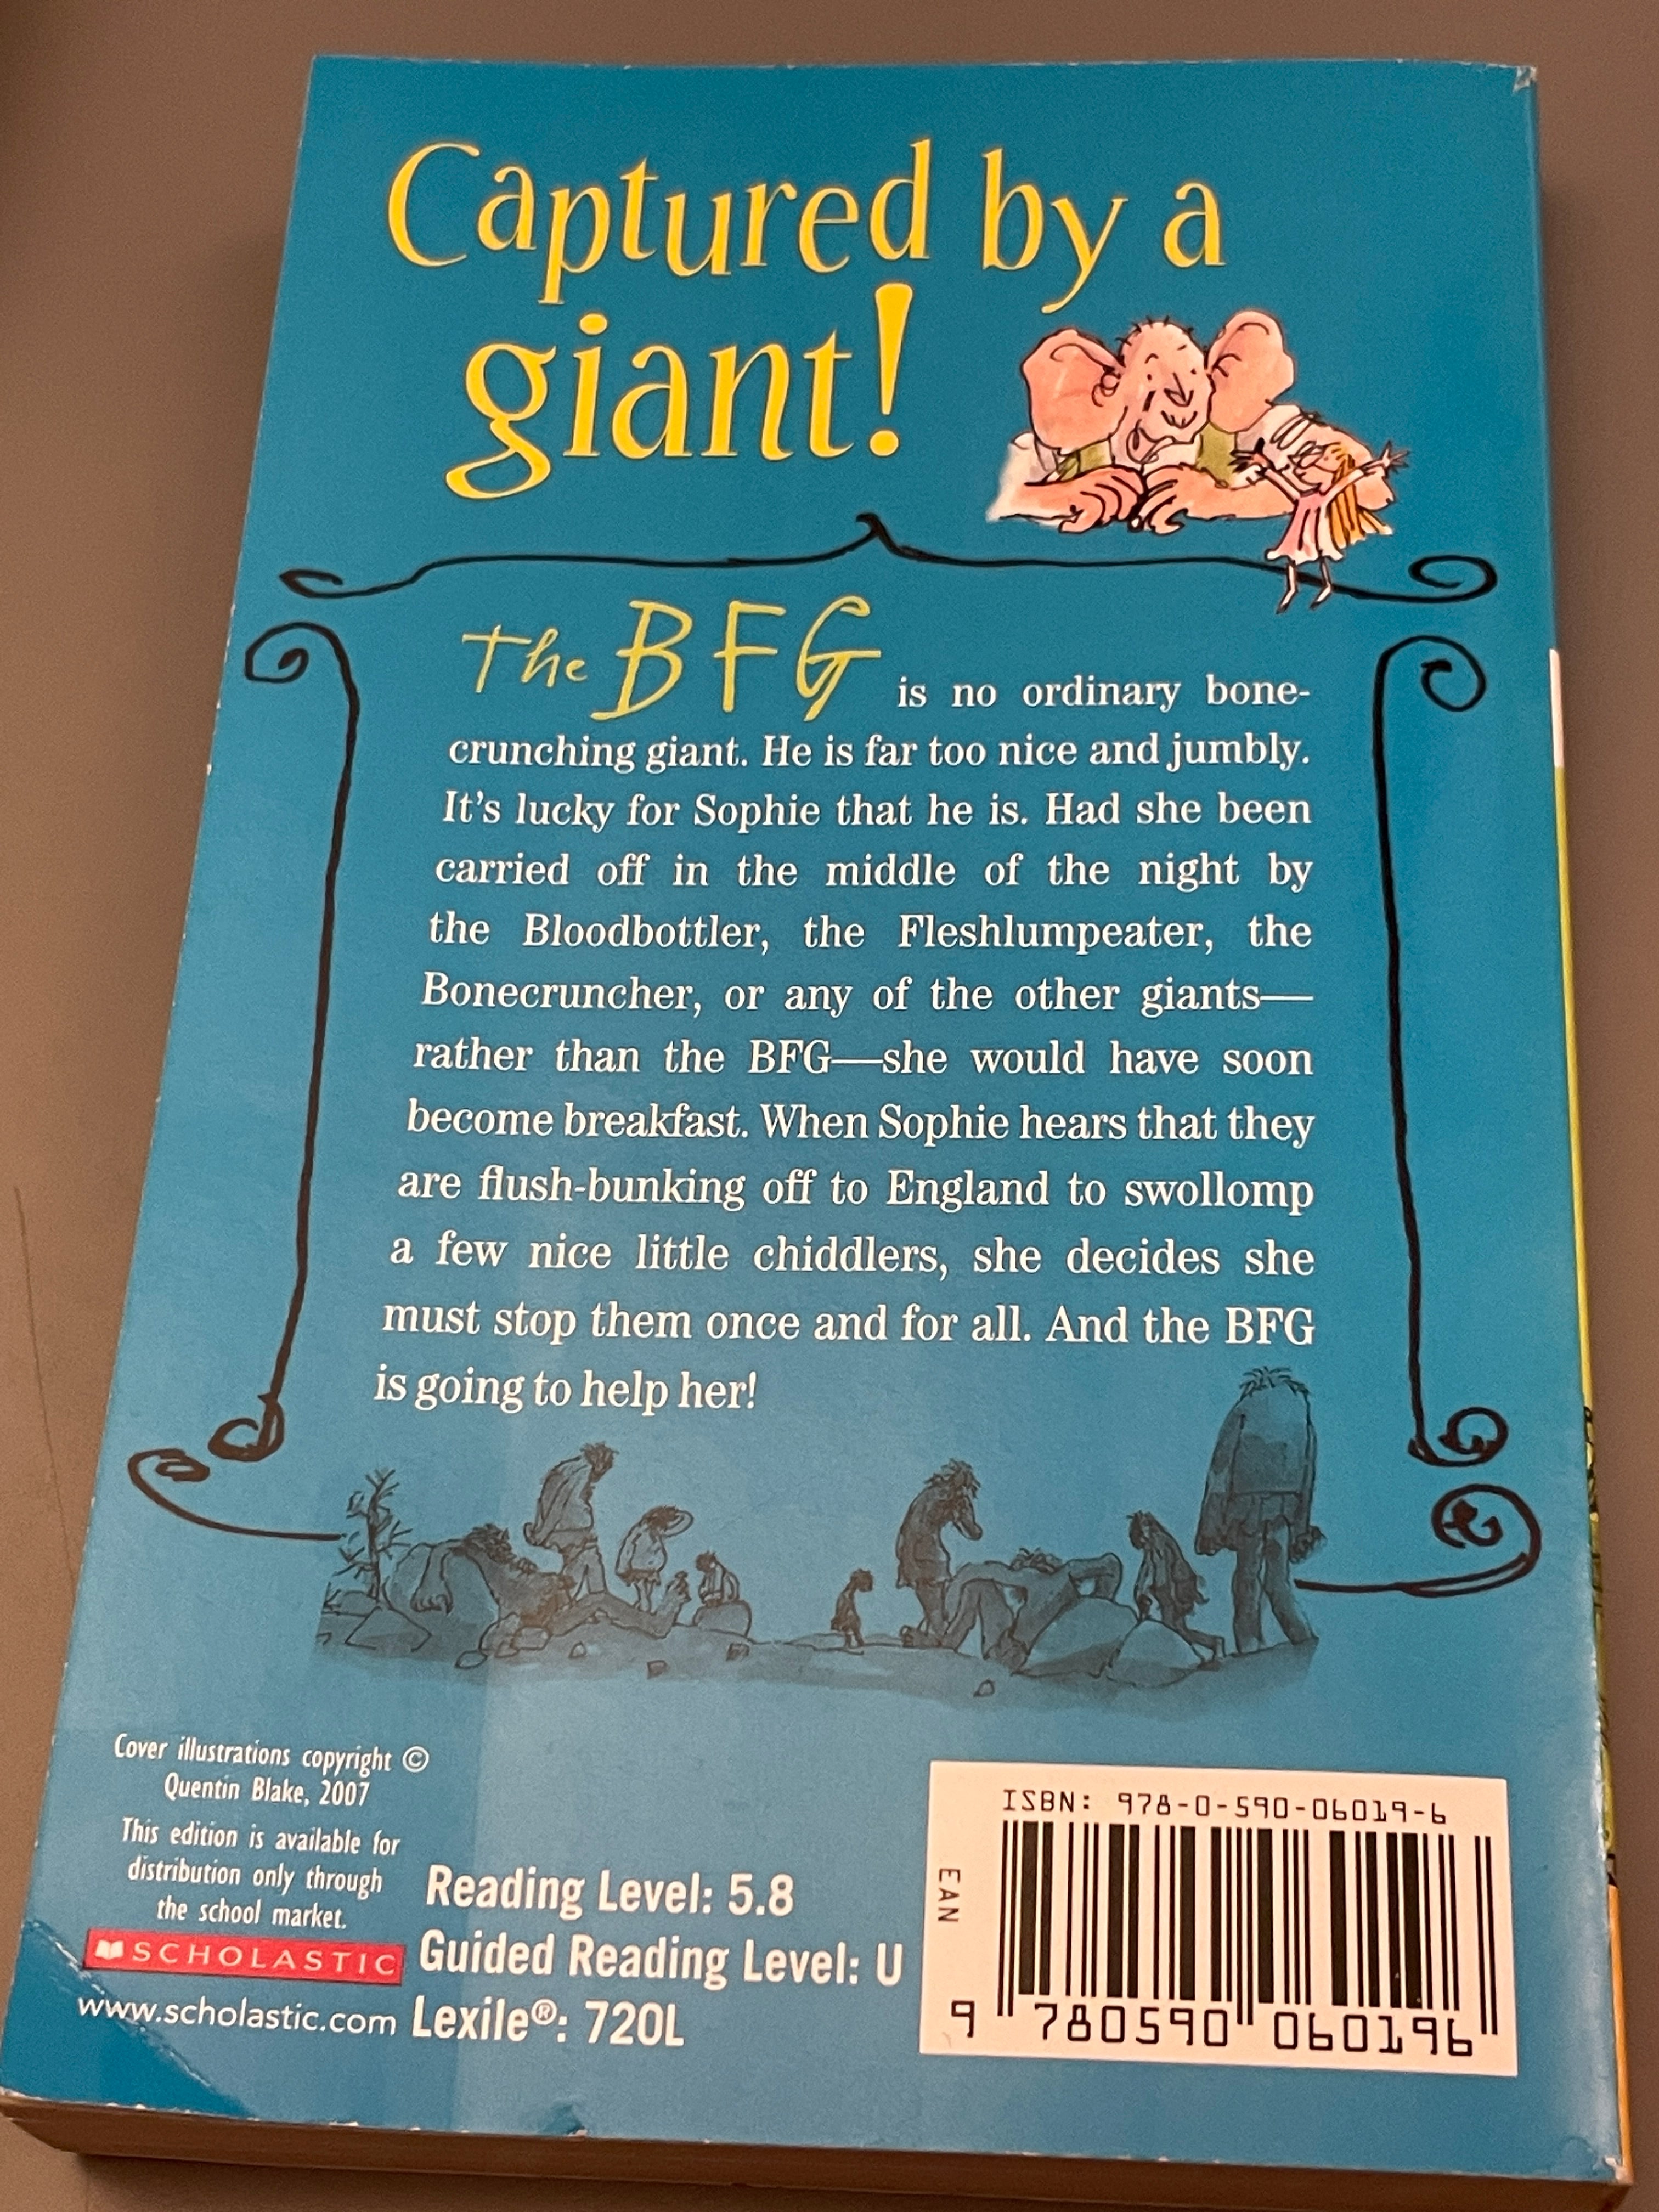 Captured by a
giant!
The BFG is no ordinary bone-
crunching giant. He is far too nice and jumbly.
It's lucky for Sophie that he is. Had she been
carried off in the middle of the night by
the Bloodbottler, the Fleshlumpeater, the
Bonecruncher, or any of the other giants—
rather than the BFG—she would have soon
become breakfast. When Sophie hears that they
are flush-bunking off to England to swollomp
a few nice little chiddlers, she decides she
must stop them once and for all. And the BFG
is going to help her!
Cover illustrations copyright ©
Quentin Blake, 2007
This edition is available for
distribution only through
the school market.
SCHOLASTIC
www.scholastic.com
Reading Level: 5.8
Guided Reading Level: U
Lexile®: 720L
ISBN: 978-0-590-06019-6
EAN
9 780590 060196